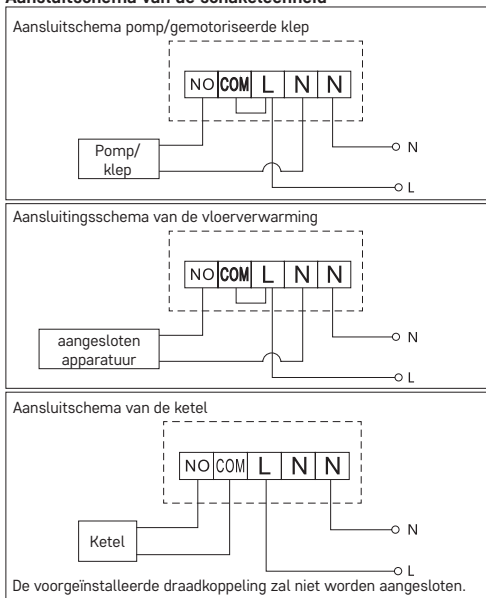 Aansluitschema van de schakeleenheid
Aansluitschema pomp/gemotoriseerde klep
NO COM L N N
Pomp/
klep
N
L
Aansluitingsschema van de vloerverwarming
NO COM L N N
aangesloten
apparatuur
N
L
Aansluitschema van de ketel
NO COM L N N
Ketel
N
L
De voorgeïnstalleerde draadkoppeling zal niet worden aangesloten.